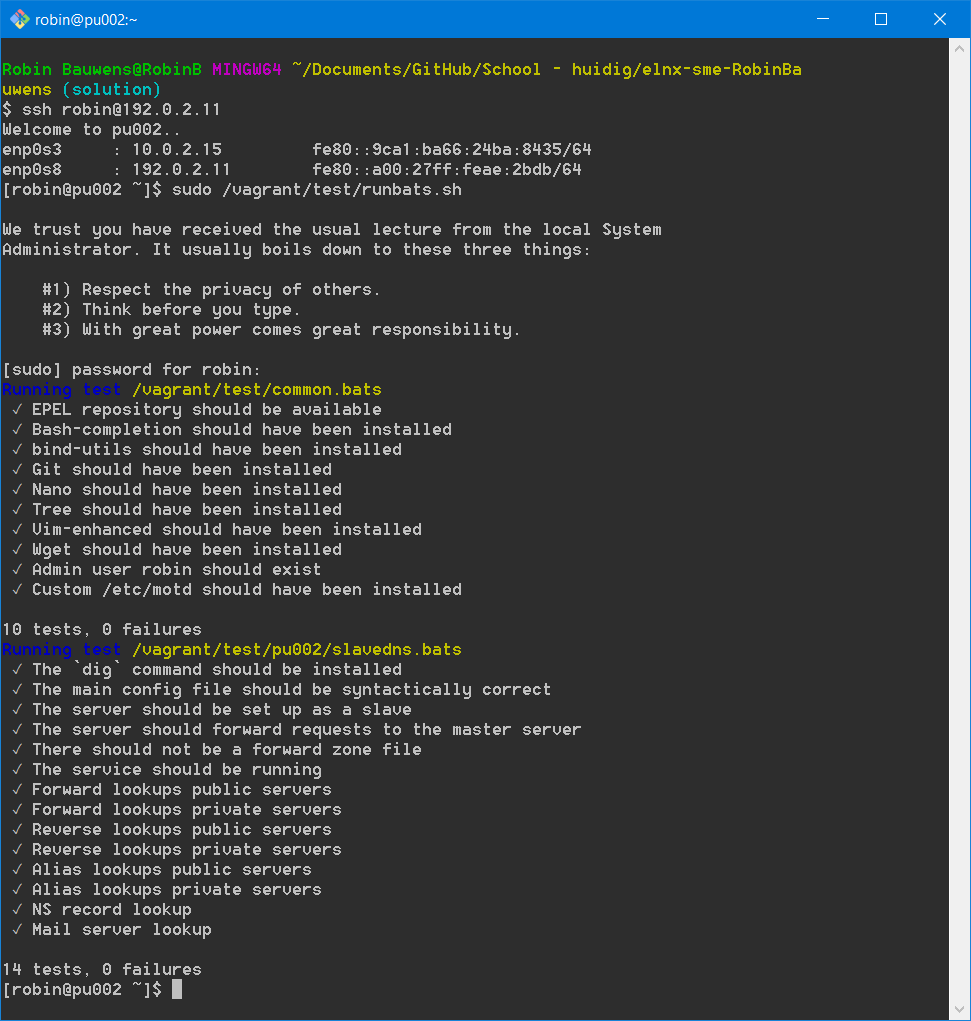 robin@pu002:~
Robin Bauwens@RobinB MINGW64 ~/Documents/GitHub/School - huidig/elnx-sme-RobinBa
uwens (solution)
$ ssh robin@192.0.2.11
Welcome to pu002..
enp0s3     : 10.0.2.15         fe80::9ca1:ba66:24ba:8435/64
enp0s8     : 192.0.2.11        fe80::a00:27ff:feae:2bdb/64
[robin@pu002 ~]$ sudo /vagrant/test/runbats.sh
We trust you have received the usual lecture from the local System
Administrator. It usually boils down to these three things:
    #1) Respect the privacy of others.
    #2) Think before you type.
    #3) With great power comes great responsibility.
[sudo] password for robin:
Running test /vagrant/test/common.bats
 ✓ EPEL repository should be available
 ✓ Bash-completion should have been installed
 ✓ bind-utils should have been installed
 ✓ Git should have been installed
 ✓ Nano should have been installed
 ✓ Tree should have been installed
 ✓ Vim-enhanced should have been installed
 ✓ Wget should have been installed
 ✓ Admin user robin should exist
 ✓ Custom /etc/motd should have been installed
10 tests, 0 failures
Running test /vagrant/test/pu002/slavedns.bats
 ✓ The `dig` command should be installed
 ✓ The main config file should be syntactically correct
 ✓ The server should be set up as a slave
 ✓ The server should forward requests to the master server
 ✓ There should not be a forward zone file
 ✓ The service should be running
 ✓ Forward lookups public servers
 ✓ Forward lookups private servers
 ✓ Reverse lookups public servers
 ✓ Reverse lookups private servers
 ✓ Alias lookups public servers
 ✓ Alias lookups private servers
 ✓ NS record lookup
 ✓ Mail server lookup
14 tests, 0 failures
[robin@pu002 ~]$